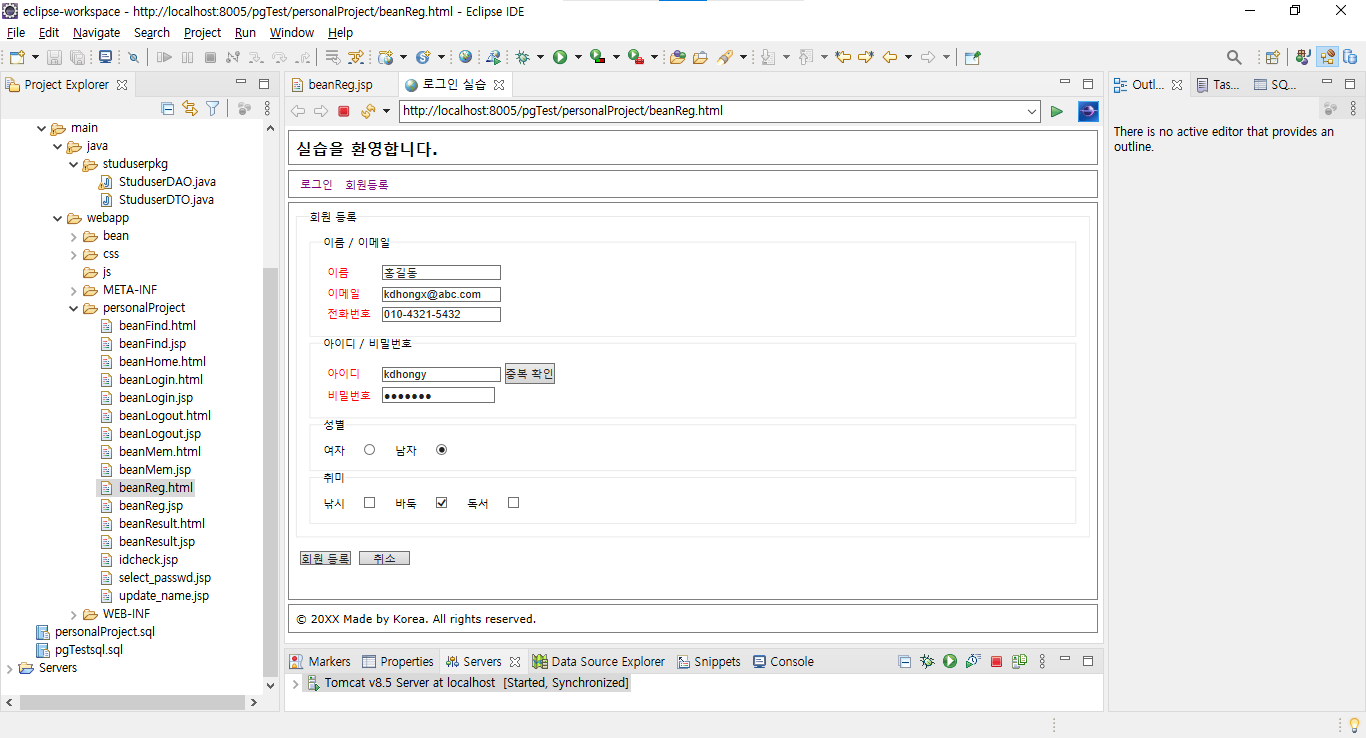 eclipse-workspace - http://localhost:8005/pgTest/personalProject/beanReg.html - Eclipse IDE
File Edit Navigate Search Project Run Window Help
Project Explorer
main
java
studuserpkg
StuduserDAO.java
StuduserDTO.java
webapp
bean
css
js
META-INF
personalProject
beanFind.html
beanFind.jsp
beanHome.html
beanLogin.html
beanLogin.jsp
beanLogout.html
beanLogout.jsp
beanMem.html
beanMem.jsp
beanReg.html
beanReg.jsp
beanResult.html
beanResult.jsp
idcheck.jsp
select_passwd.jsp
update_name.jsp
WEB-INF
personalProject.sql
pgTestsql.sql
Servers
beanReg.jsp 로그인 실습
http://localhost:8005/pgTest/personalProject/beanReg.html
실습을 환영합니다.
로그인 회원등록
회원 등록
이름 / 이메일
이름 홍길동
이메일 kdhongx@abc.com
전화번호 010-4321-5432
아이디 / 비밀번호
아이디 kdhongy 중복 확인
비밀번호 ●●●●●●●
성별
여자 남자
취미
낚시 바둑 독서
회원 등록 취소
© 20XX Made by Korea. All rights reserved.
Markers Properties Servers Data Source Explorer Snippets Console
Tomcat v8.5 Server at localhost [Started, Synchronized]
Outl... Tas... SQ...
There is no active editor that provides an
outline.